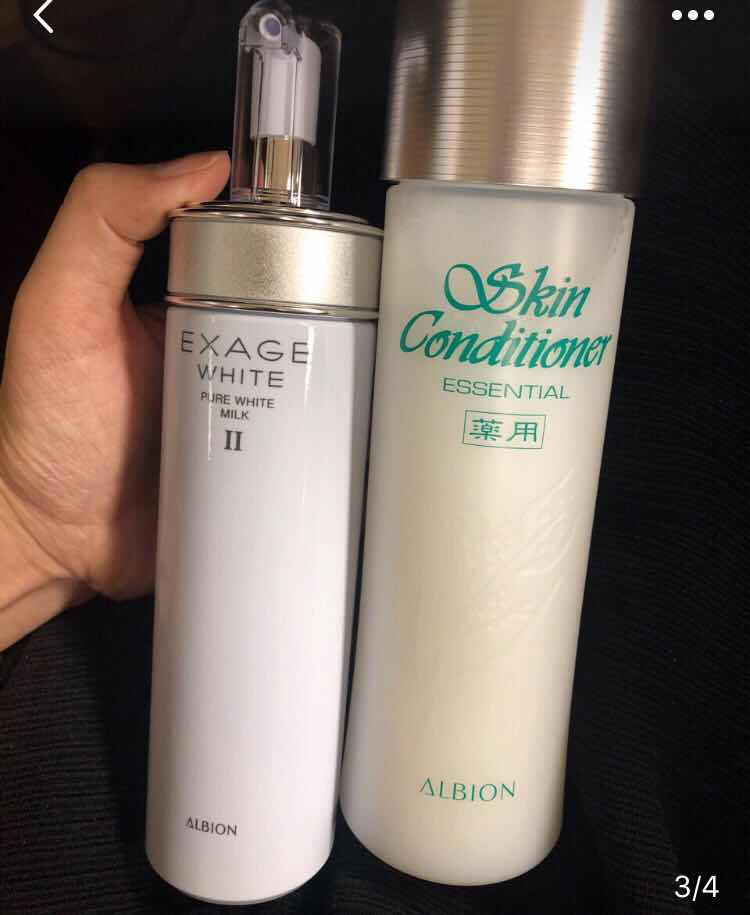 EXAGE
WHITE
PURE WHITE
MILK
II
ALBION
Skin
Conditioner
ESSENTIAL
薬用
ALBION
3/4